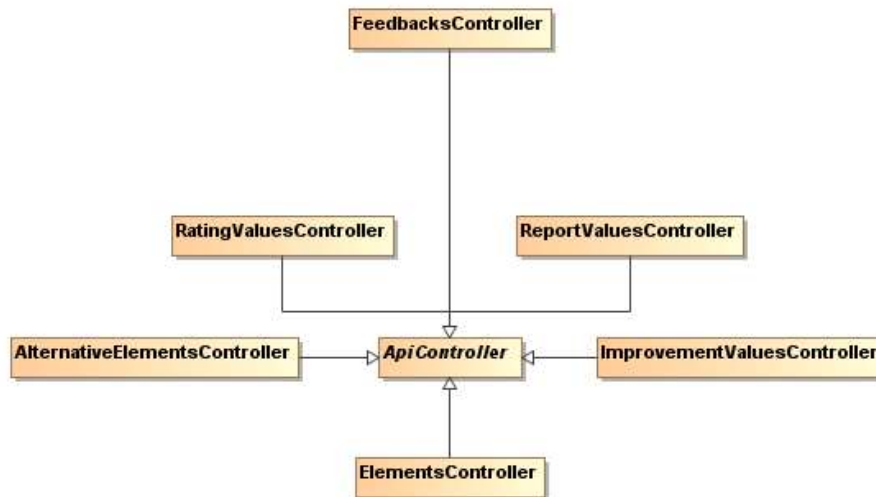 FeedbacksController
RatingValuesController
ReportValuesController
AlternativeElementsController
ApiController
ImprovementValuesController
ElementsController